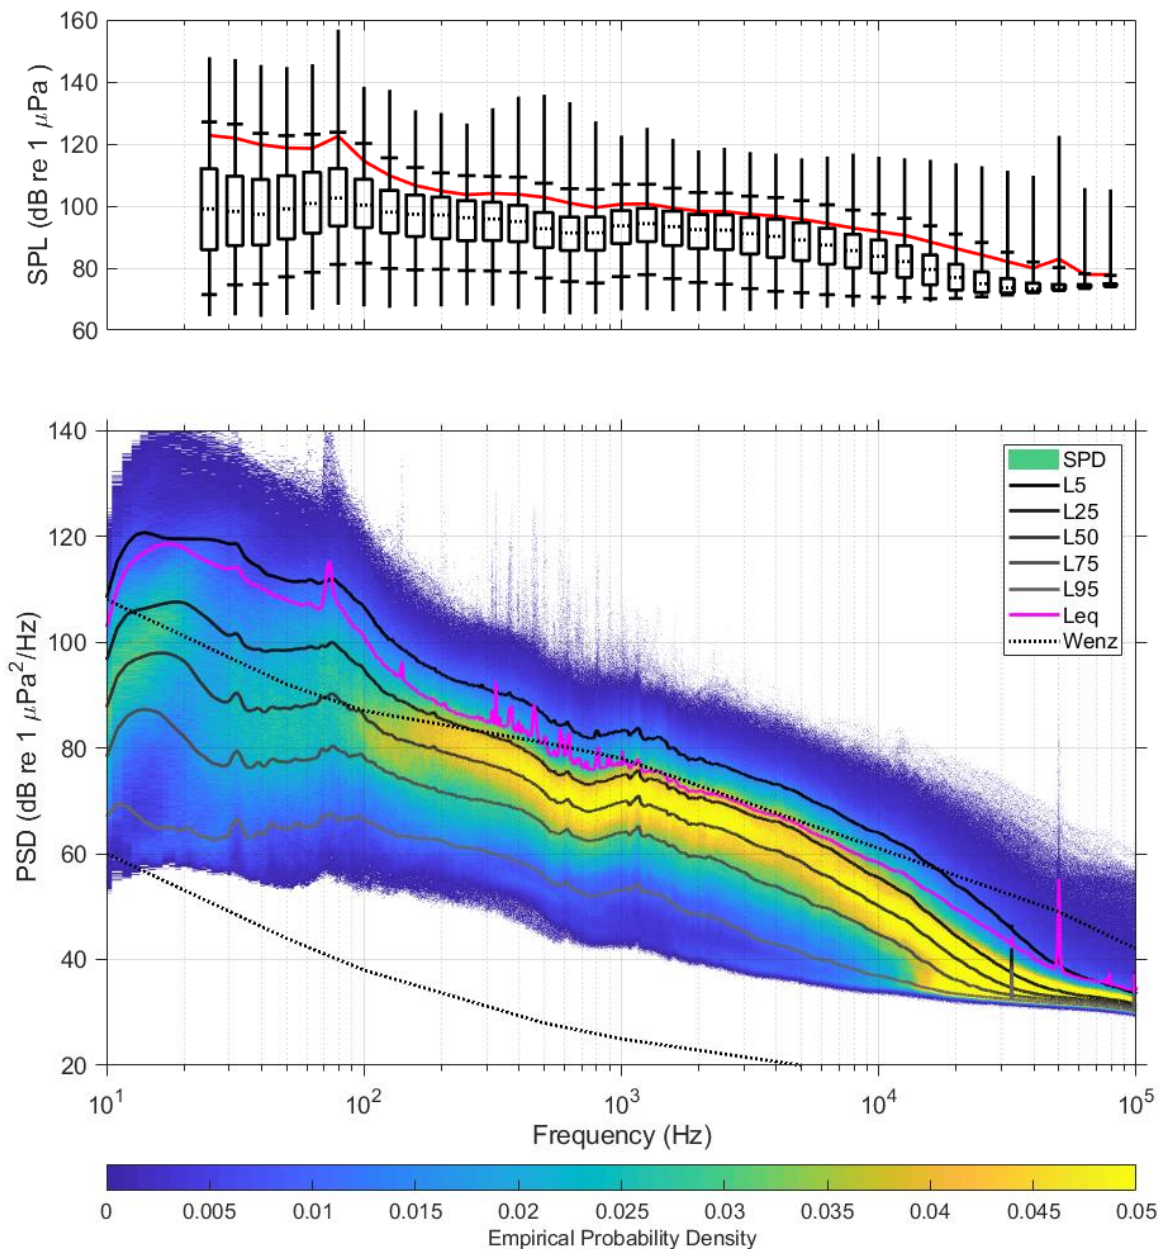 160
140
120
100
80
60
SPL (dB re 1 μPa)
140
120
100
80
60
40
20
PSD (dB re 1 μPa²/Hz)
SPD
L5
L25
L50
L75
L95
Leq
Wenz
10¹ 10² 10³ 10⁴ 10⁵
Frequency (Hz)
0 0.005 0.01 0.015 0.02 0.025 0.03 0.035 0.04 0.045 0.05
Empirical Probability Density